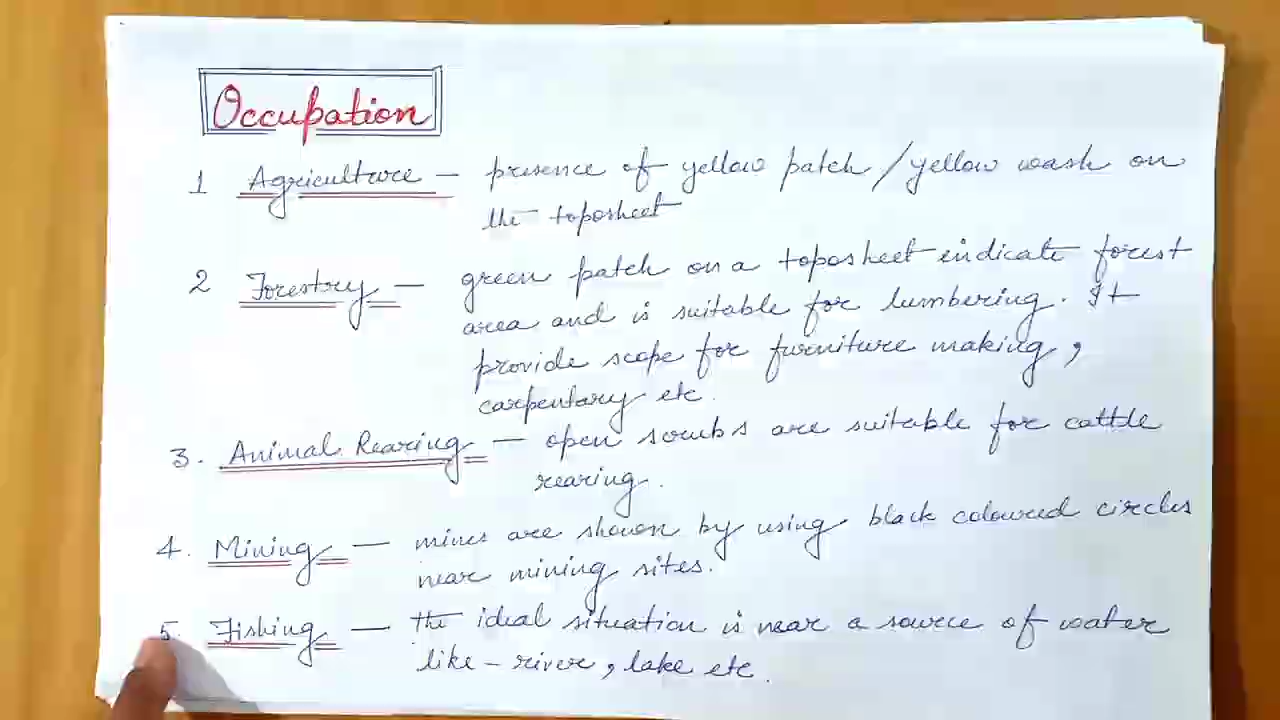 Occupation
1 Agriculture – presence of yellow patch / yellow wash on
the toposheet
2 Forestry – green patch on a toposheet indicate forest
area and is suitable for lumbering. It
provide scope for furniture making,
carpentary etc.
3. Animal Rearing – open scrubs are suitable for cattle
rearing.
4. Mining – mines are shown by using black coloured circles
near mining sites.
5. Fishing – the ideal situation is near a source of water
like – river, lake etc.